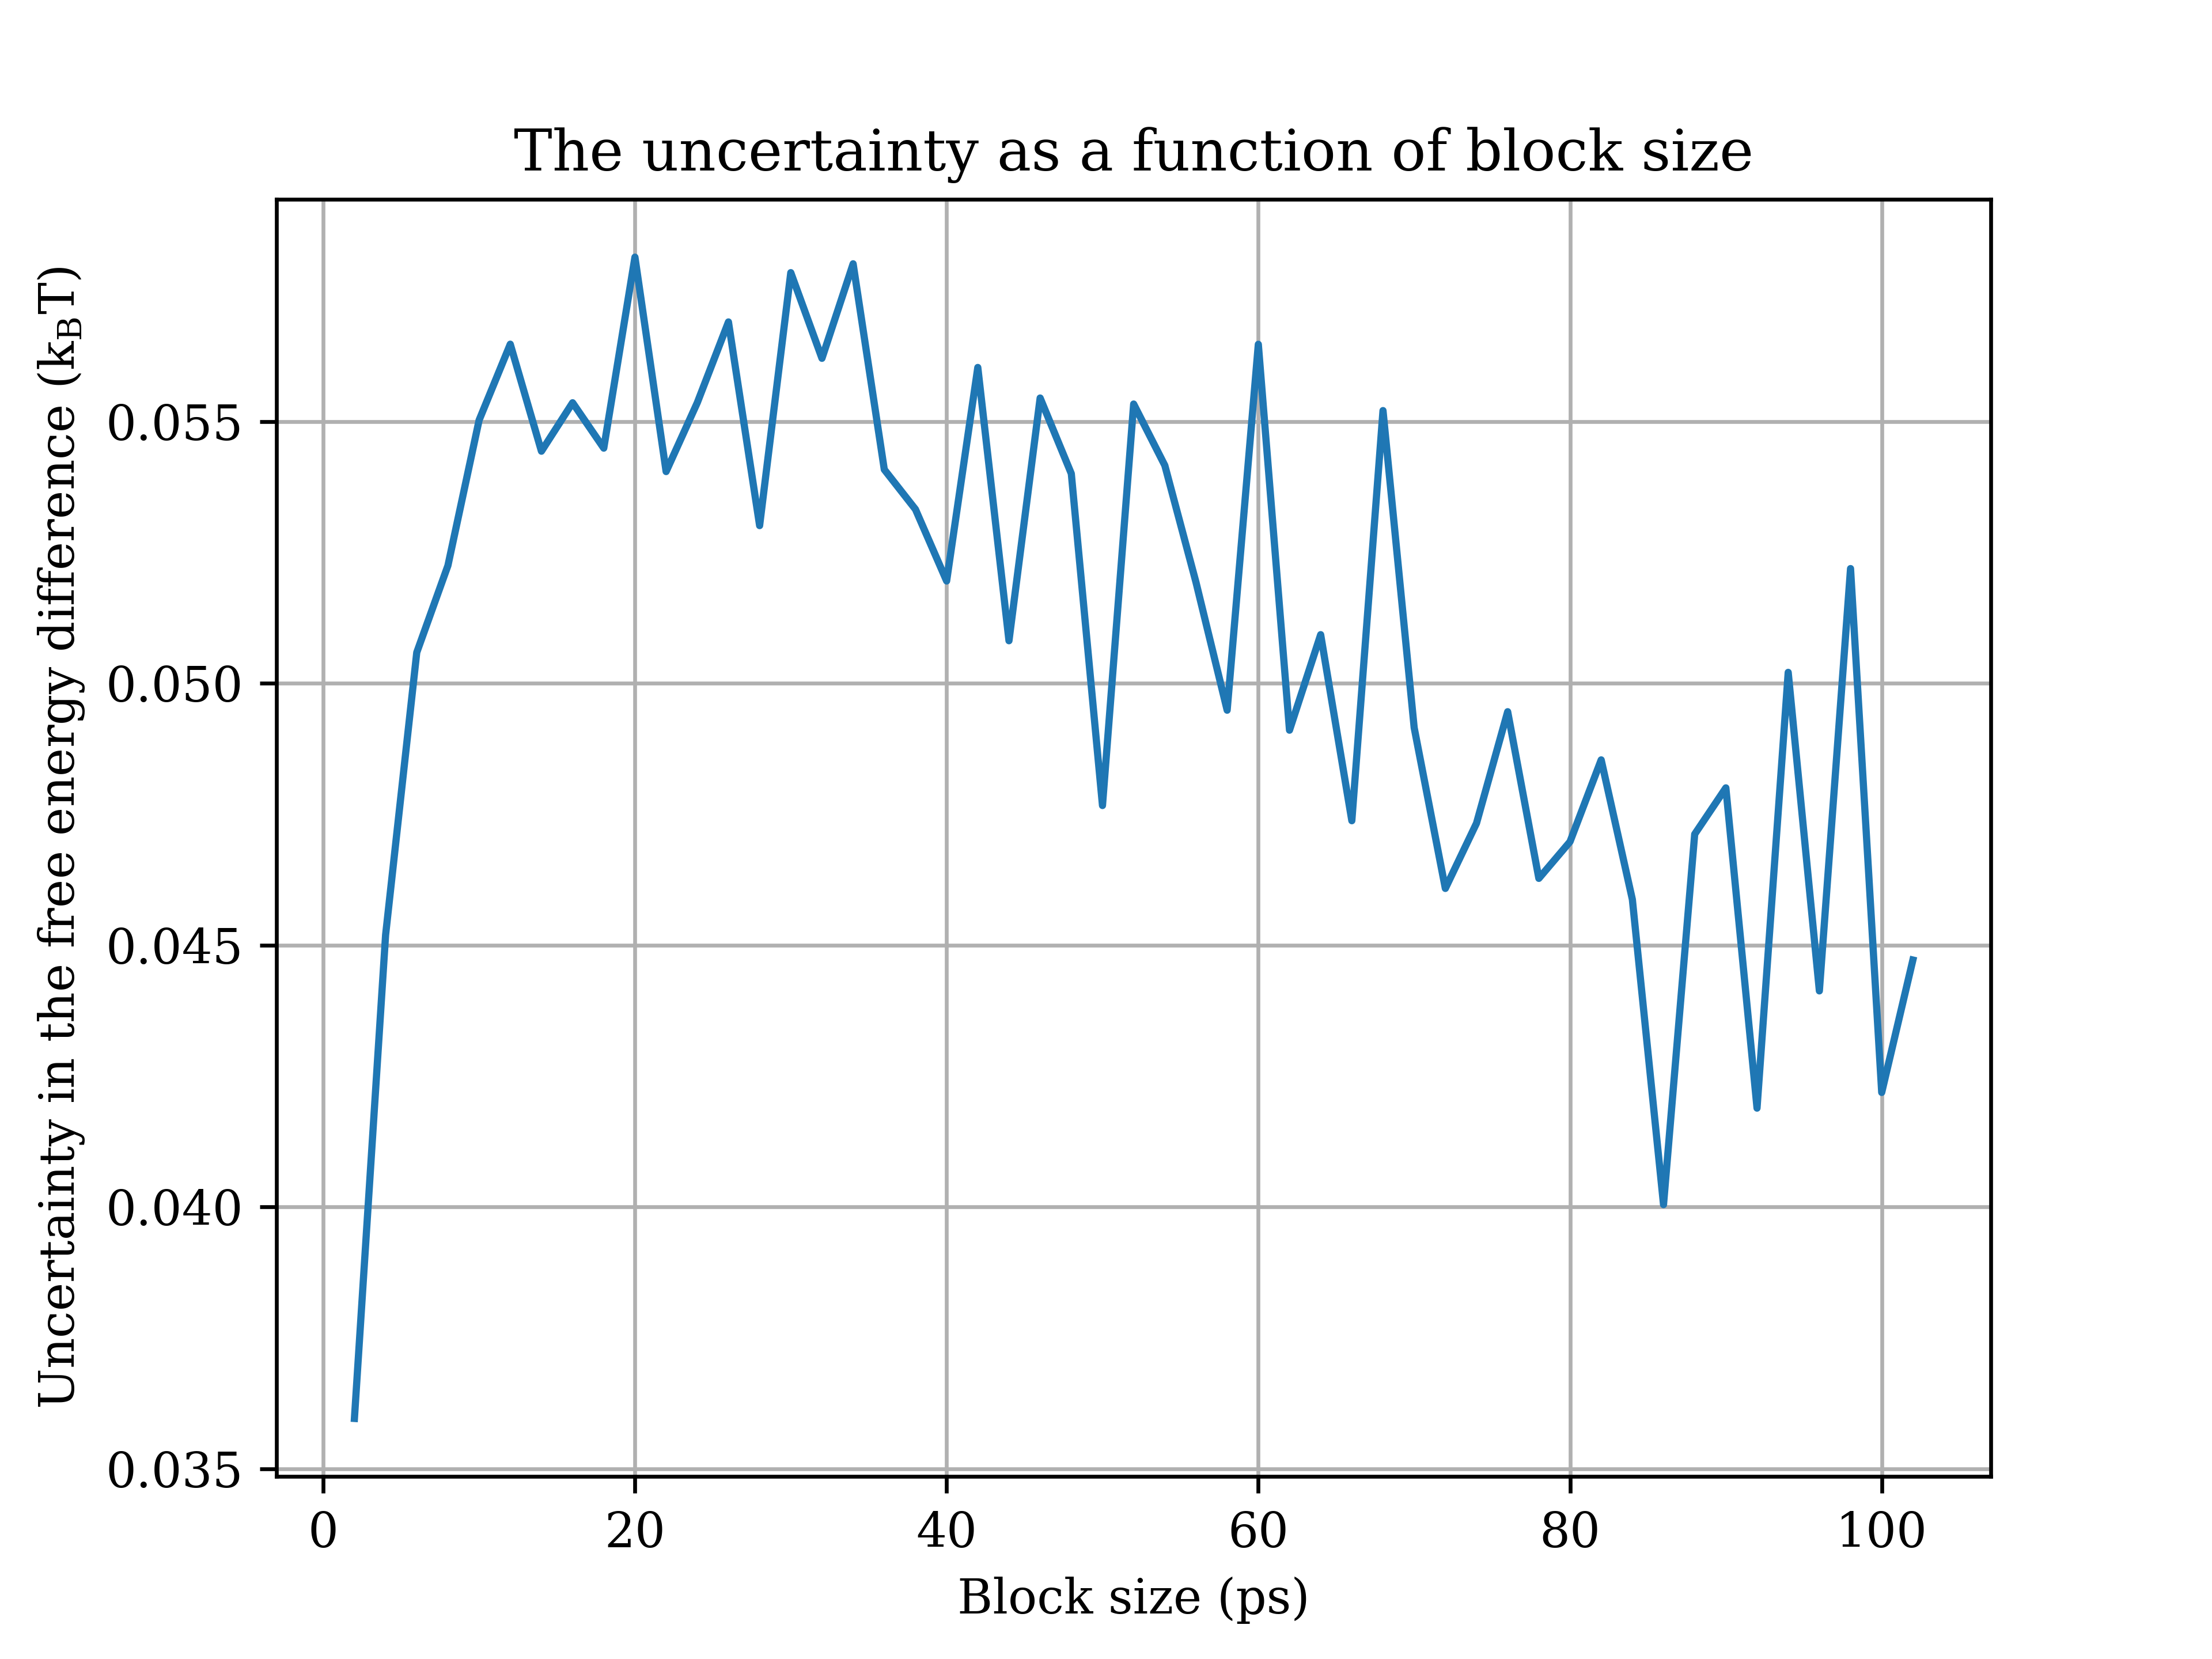 The uncertainty as a function of block size
Uncertainty in the free energy difference (k_BT)
0.055
0.050
0.045
0.040
0.035
0 20 40 60 80 100
Block size (ps)